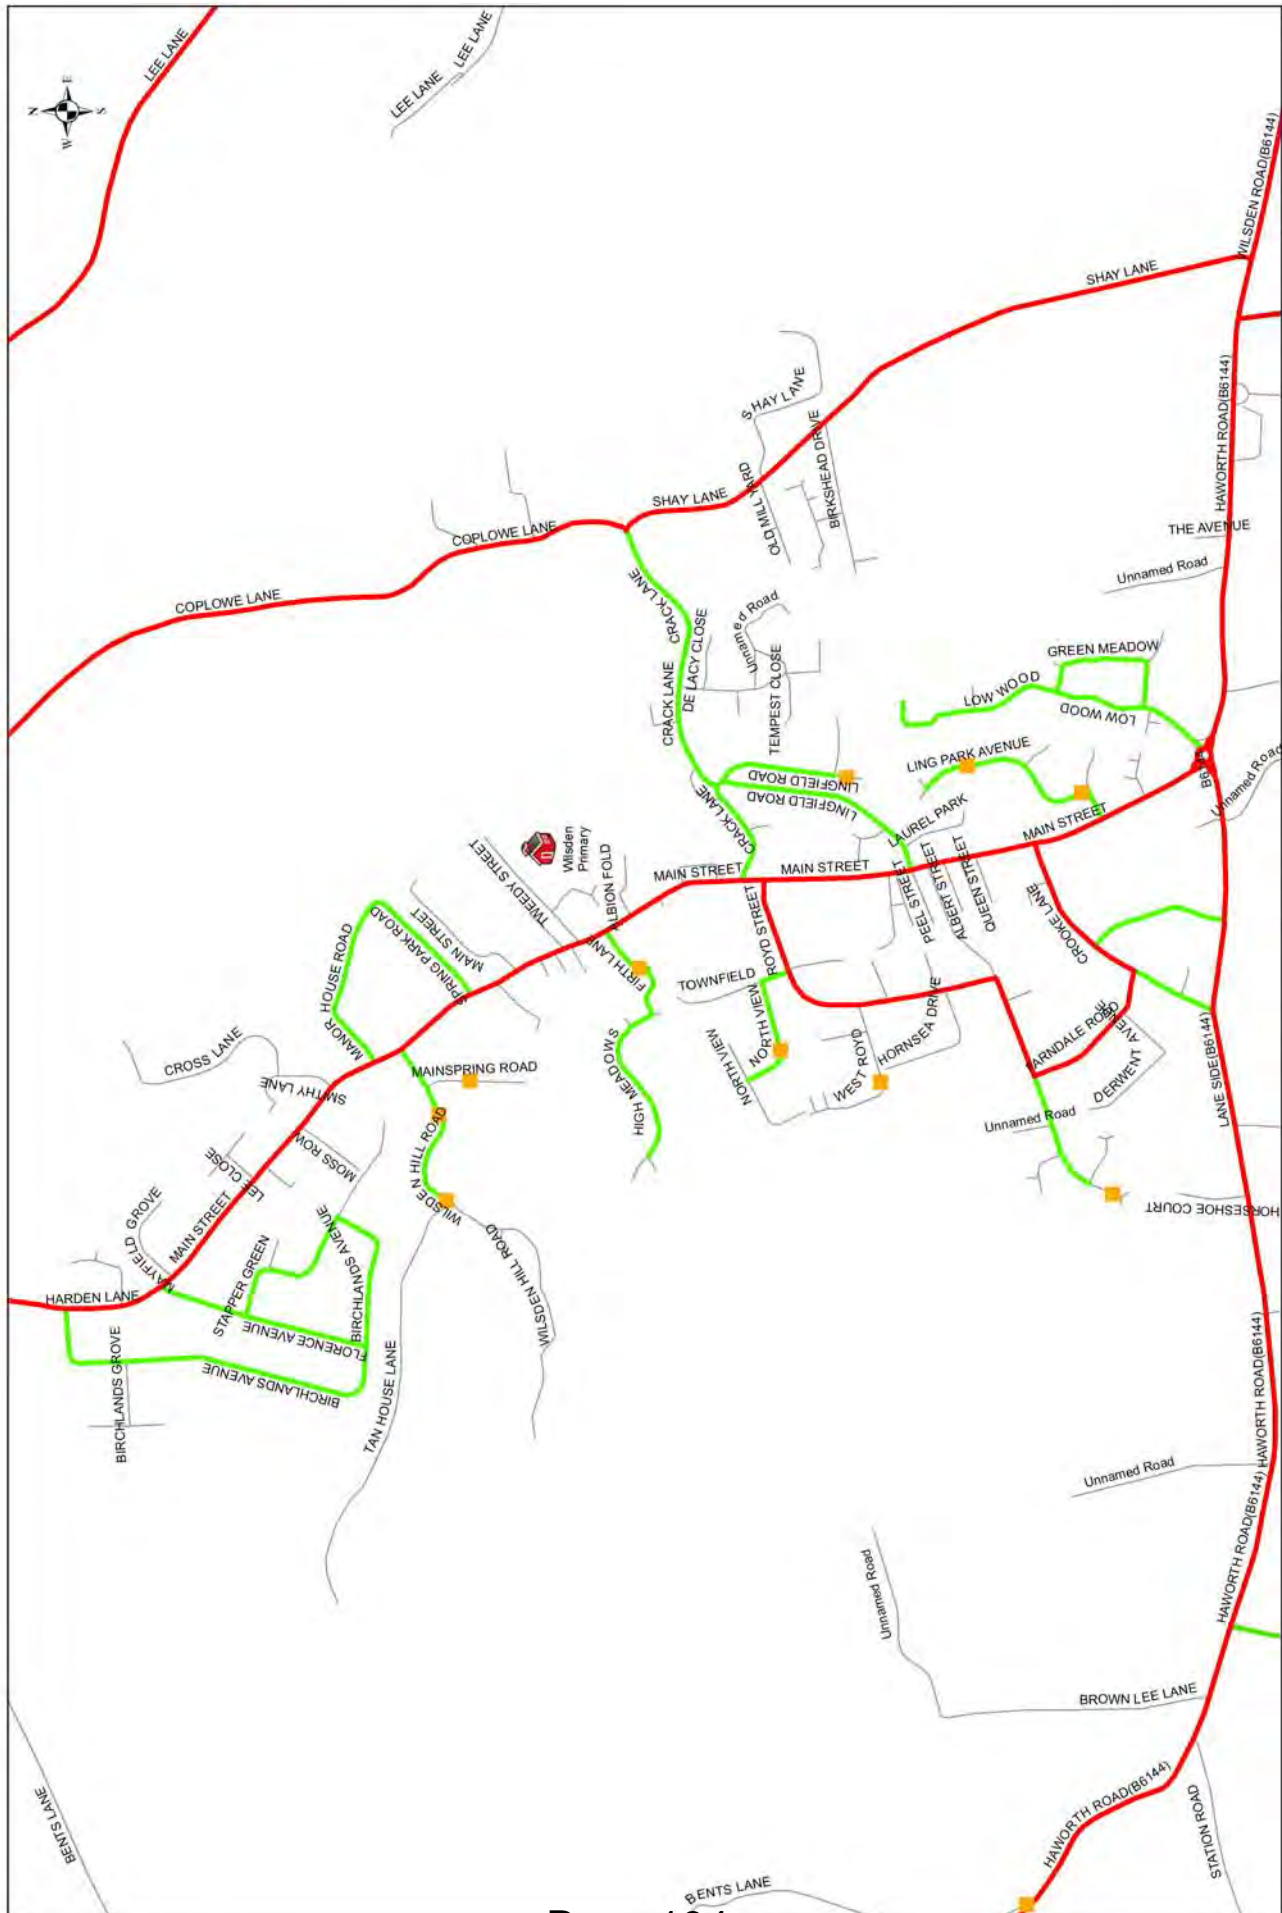 LEE LANE
LEE LANE
LEE LANE
N
E
S
W
WILSDEN ROAD(B6144)
SHAY LANE
HAWORTH ROAD(B6144)
SHAY LANE
BIRKSHEAD DRIVE
OLD MILL YARD
SHAY LANE
THE AVENUE
Unnamed Road
COPLOWE LANE
COPLOWE LANE
CRACK LANE
CRACK LANE
CRACK LANE
CRACK LANE
DE LACY CLOSE
Unnamed Road
TEMPEST CLOSE
GREEN MEADOW
LOW WOOD
LOW WOOD
LING PARK AVENUE
LINGFIELD ROAD
LINGFIELD ROAD
LAUREL PARK
Unnamed Road
MAIN STREET
MAIN STREET
MAIN STREET
Wilsden
Primary
TWEEDY STREET
ALBION FOLD
PEEL STREET
ALBERT STREET
QUEEN STREET
CROOKE LANE
ROYD STREET
MAIN STREET
SPRING PARK ROAD
MANOR HOUSE ROAD
FIRTH LANE
TOWNFIELD
NORTH VIEW
NORTH VIEW
HORNSEA DRIVE
WEST ROYD
FARNDALE ROAD
AVENUE
DERWENT
LANE SIDE(B6144)
CROSS LANE
SMITHY LANE
MAINSPRING ROAD
HIGH MEADOWS
Unnamed Road
HORSESHOE COURT
MOSS ROW
LEE CLOSE
WILSDEN HILL ROAD
WILSDEN HILL ROAD
MAYFIELD GROVE
MAIN STREET
HARDEN LANE
STAPPER GREEN
BIRCHLANDS AVENUE
BIRCHLANDS AVENUE
FLORENCE AVENUE
BIRCHLANDS GROVE
BIRCHLANDS AVENUE
TAN HOUSE LANE
HAWORTH ROAD(B6144)
HAWORTH ROAD(B6144)
Unnamed Road
Unnamed Road
BROWN LEE LANE
HAWORTH ROAD(B6144)
STATION ROAD
BENTS LANE
BENTS LANE